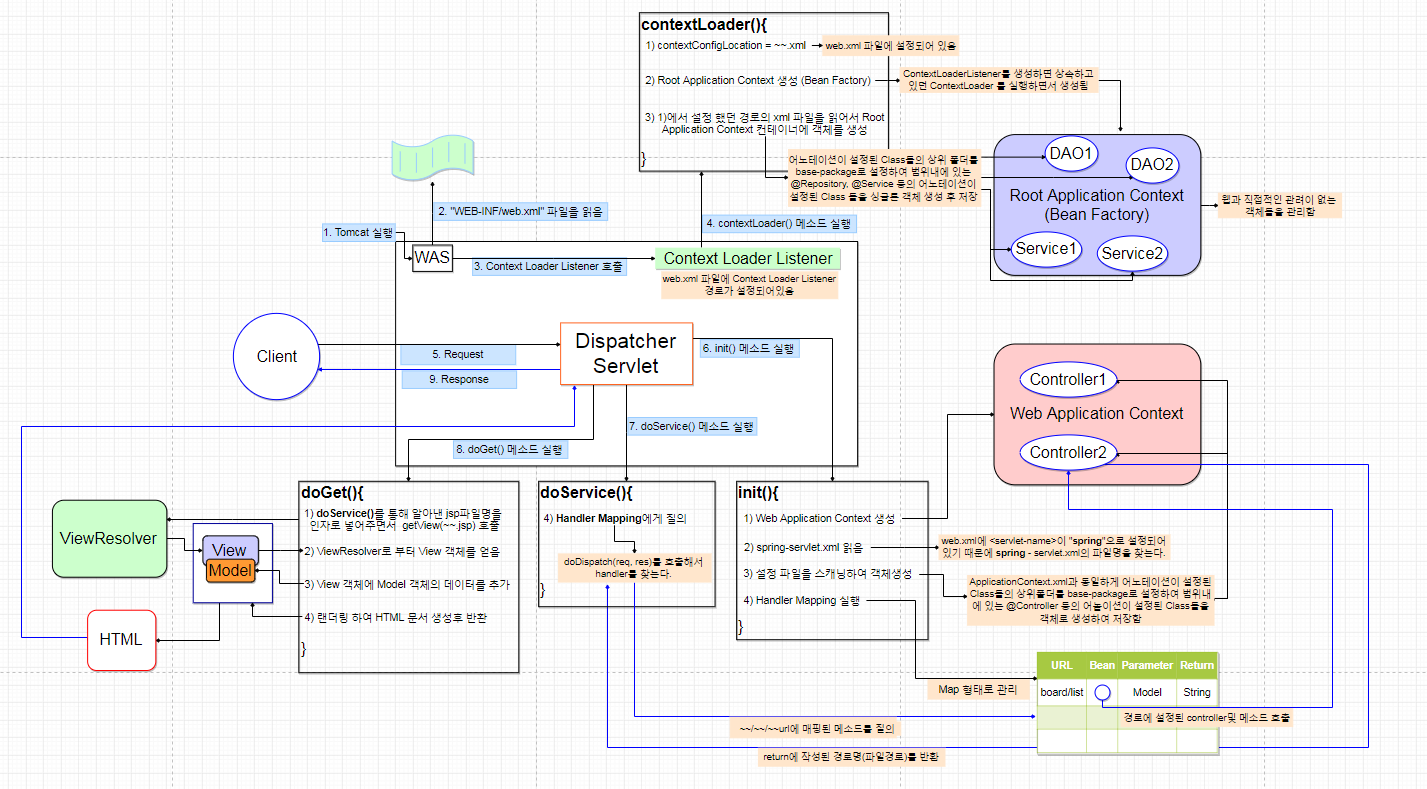 contextLoader(){
1) contextConfigLocation = ~~.xml
web.xml 파일에 설정되어 있음
2) Root Application Context 생성 (Bean Factory)
ContextLoaderListener를 생성하면 상속하고
있던 ContextLoader 를 실행하면서 생성됨
3) 1)에서 설정 했던 경로의 xml 파일을 읽어서 Root
Application Context 컨테이너에 객체를 생성
}
어노테이션이 설정된 Class들의 상위 폴더를
base-package로 설정하여 범위내에 있는
@Repository, @Service 등의 어노테이션이
설정된 Class 들을 싱글톤 객체 생성 후 저장
DAO1
DAO2
Root Application Context
(Bean Factory)
Service1
Service2
웹과 직접적인 관려이 없는
객체들을 관리함
2. "WEB-INF/web.xml" 파일을 읽음
1. Tomcat 실행
4. contextLoader() 메소드 실행
WAS
3. Context Loader Listener 호출
Context Loader Listener
web.xml 파일에 Context Loader Listener
경로가 설정되어있음
Client
5. Request
9. Response
Dispatcher
Servlet
6. init() 메소드 실행
7. doService() 메소드 실행
8. doGet() 메소드 실행
Controller1
Web Application Context
Controller2
ViewResolver
View
Model
HTML
doGet(){
1) doService()를 통해 알아낸 jsp파일명을
인자로 넣어주면서 getView(~~.jsp) 호출
2) ViewResolver로 부터 View 객체를 얻음
3) View 객체에 Model 객체의 데이터를 추가
4) 랜더링 하여 HTML 문서 생성후 반환
}
doService(){
4) Handler Mapping에게 질의
doDispatch(req, res)를 호출해서
handler를 찾는다.
}
init(){
1) Web Application Context 생성
2) spring-servlet.xml 읽음
3) 설정 파일을 스캐닝하여 객체생성
4) Handler Mapping 실행
}
web.xml에 <servlet-name>이 "spring"으로 설정되어
있기 때문에 spring - servlet.xml의 파일명을 찾는다.
ApplicationContext.xml과 동일하게 어노테이션이 설정된
Class들의 상위폴더를 base-package로 설정하여 범위내
에 있는 @Controller 등의 어놀이션이 설정된 Class들을
객체로 생성하여 저장함
Map 형태로 관리
URL Bean Parameter Return
board/list Model String
경로에 설정된 controller및 메소드 호출
~~/~~/~~url에 매핑된 메소드를 질의
return에 작성된 경로명(파일경로)를 반환